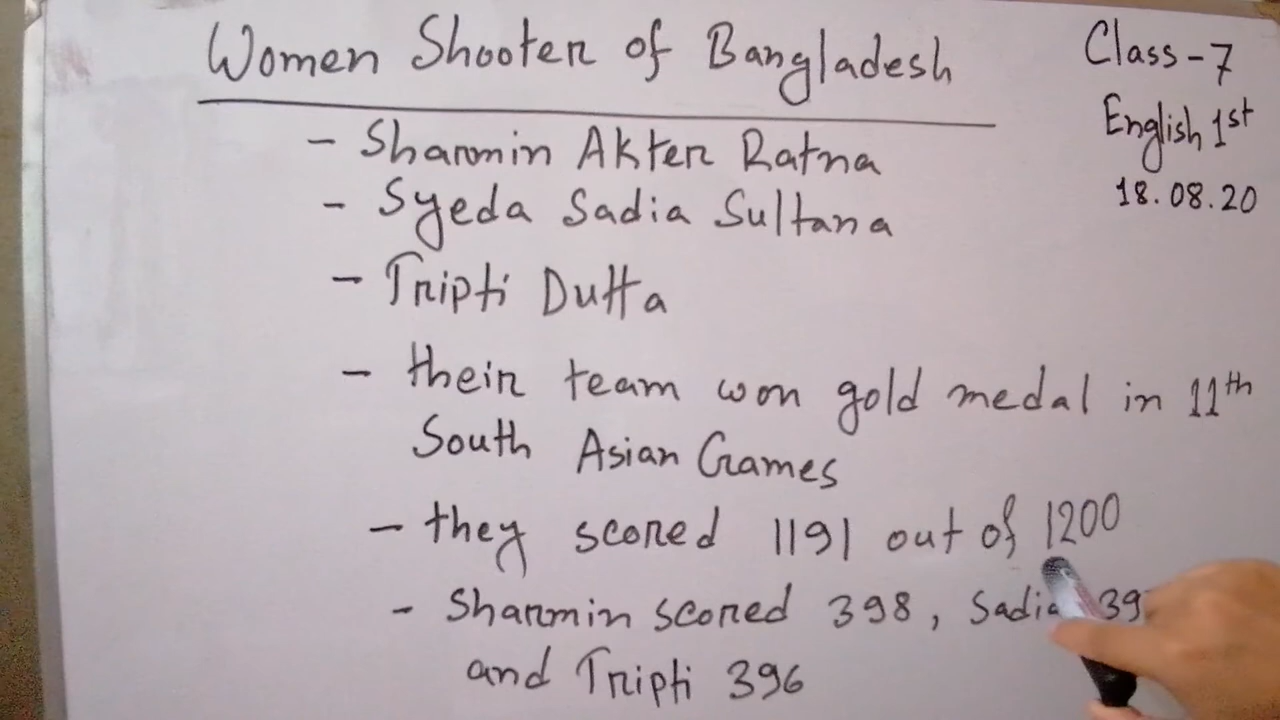 Women Shooter of Bangladesh
Class-7
English 1st
18.08.20
- Sharmin Akter Ratna
- Syeda Sadia Sultana
- Tripti Dutta
- their team won gold medal in 11th
South Asian Games
- they scored 1191 out of 1200
- Sharmin scored 398, Sadia
and Tripti 396